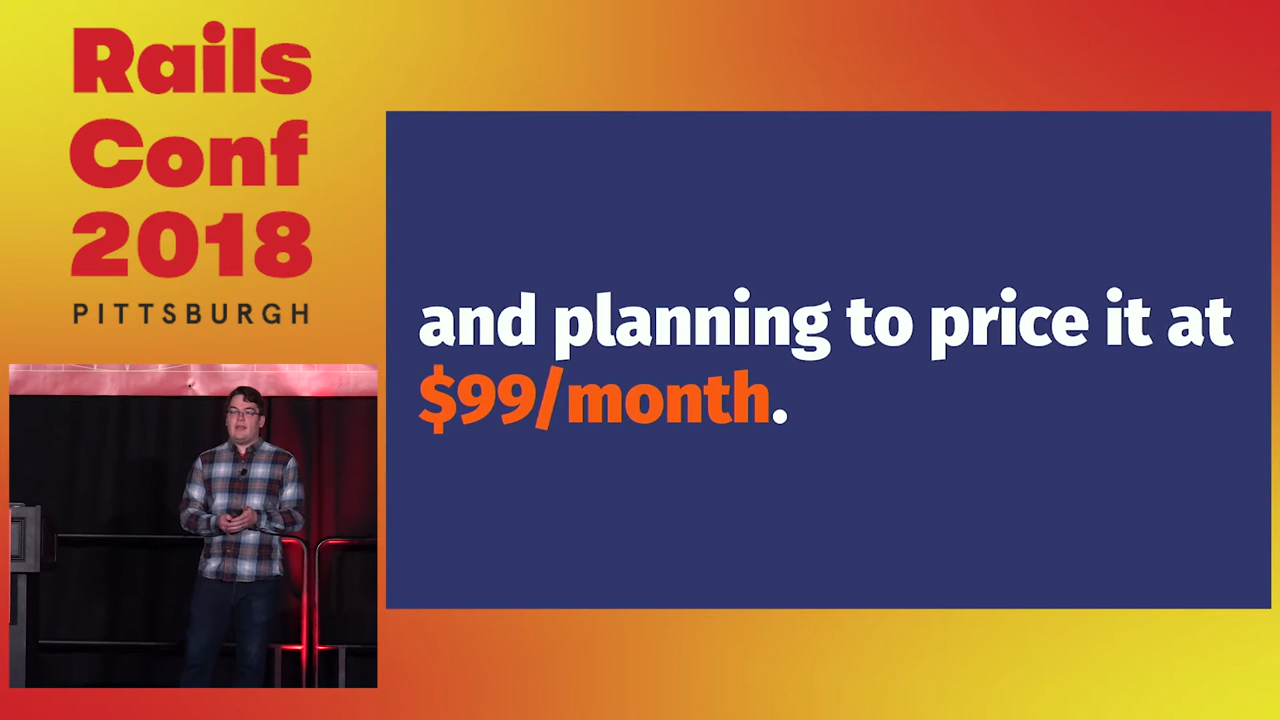 Rails
Conf
2018
PITTSBURGH
and planning to price it at
$99/month.